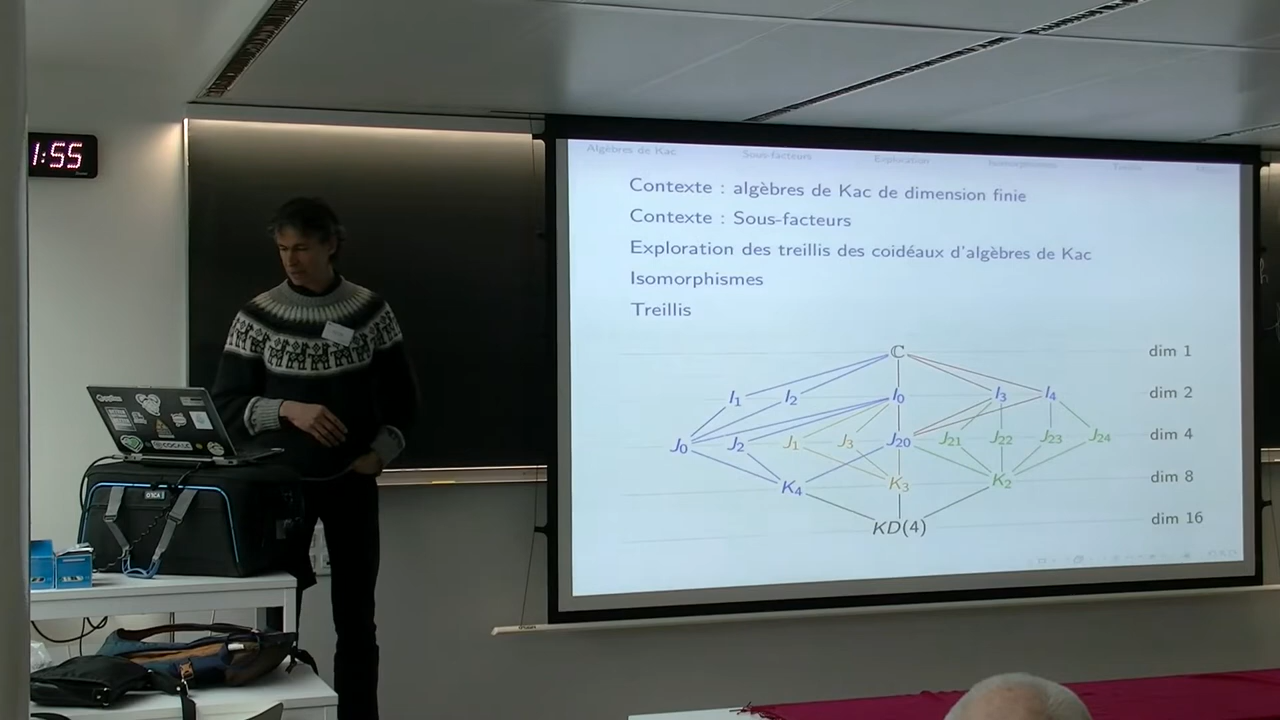 1:55
Algèbres de Kac Sous-facteurs Exploration Isomorphismes
Contexte : algèbres de Kac de dimension finie
Contexte : Sous-facteurs
Exploration des treillis des coidéaux d'algèbres de Kac
Isomorphismes
Treillis
ℂ dim 1
I₁ I₂ I₀ I₃ I₄ dim 2
J₀ J₂ J₁ J₃ J₂₀ J₂₁ J₂₂ J₂₃ J₂₄ dim 4
K₄ K₃ K₂ dim 8
KD(4) dim 16